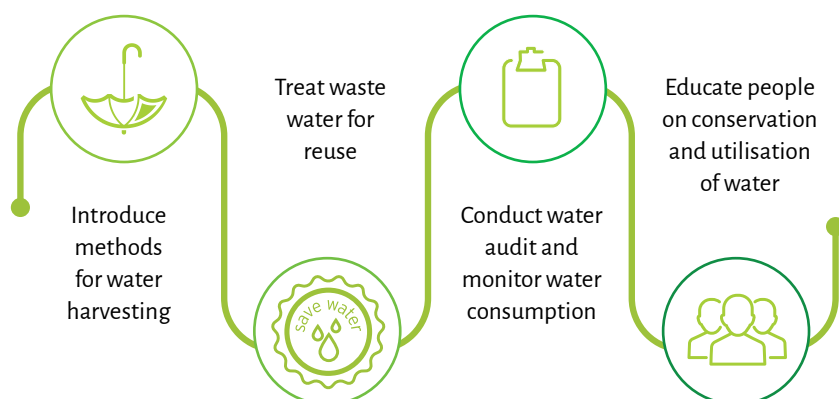 Introduce
methods
for water
harvesting
Treat waste
water for
reuse
save water
Conduct water
audit and
monitor water
consumption
Educate people
on conservation
and utilisation
of water